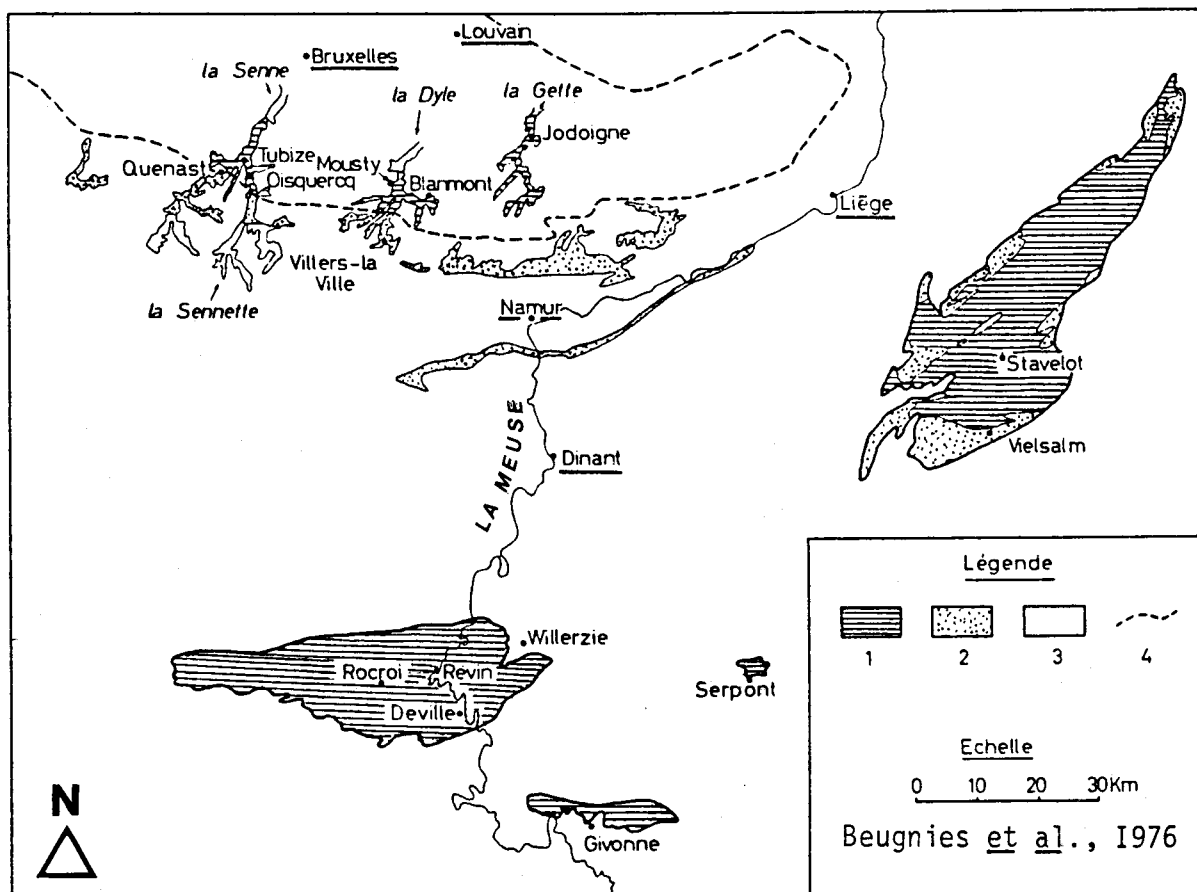 Louvain
Bruxelles
la Senne
la Dyle
la Gette
Jodoigne
Quenast
Tubize
Mousty
Oisquercq
Blanmont
Liëge
Villers-la
Ville
la Sennette
Namur
Stavelot
Vielsalm
LA MEUSE
Dinant
Willerzie
Rocroi
Revin
Deville
Serpont
Givonne
N
Légende
1 2 3 4
Echelle
0 10 20 30Km
Beugnies et al., I976